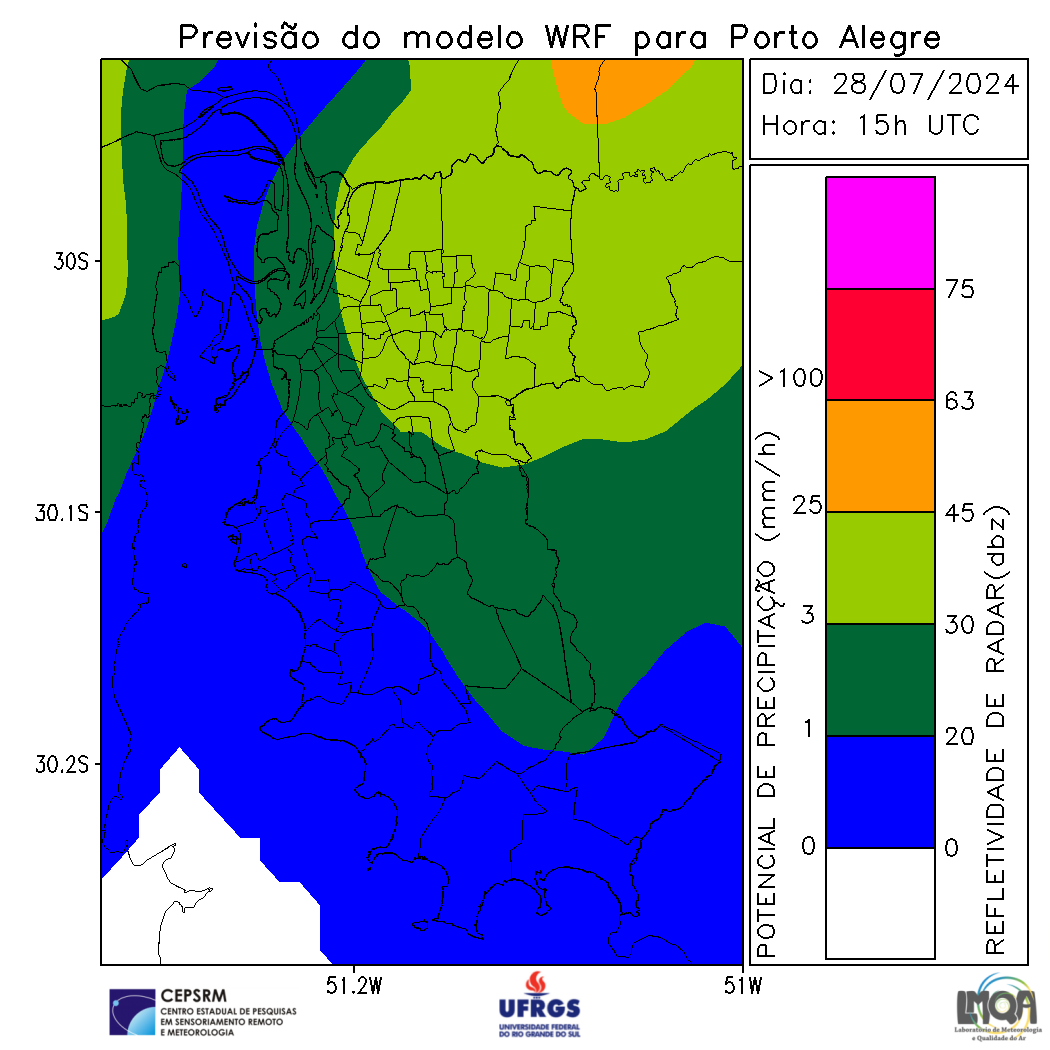 Previsão do modelo WRF para Porto Alegre
Dia: 28/07/2024
Hora: 15h UTC
30S
30.1S
30.2S
51.2W
51W
POTENCIAL DE PRECIPITAÇÃO (mm/h)
>100
25
3
1
0
75
63
45
30
20
0
REFLETIVIDADE DE RADAR(dbz)
CEPSRM
CENTRO ESTADUAL DE PESQUISAS
EM SENSORIAMENTO REMOTO
E METEOROLOGIA
UFRGS
UNIVERSIDADE FEDERAL
DO RIO GRANDE DO SUL
LMQA
Laboratório de Meteorologia
e Qualidade do Ar